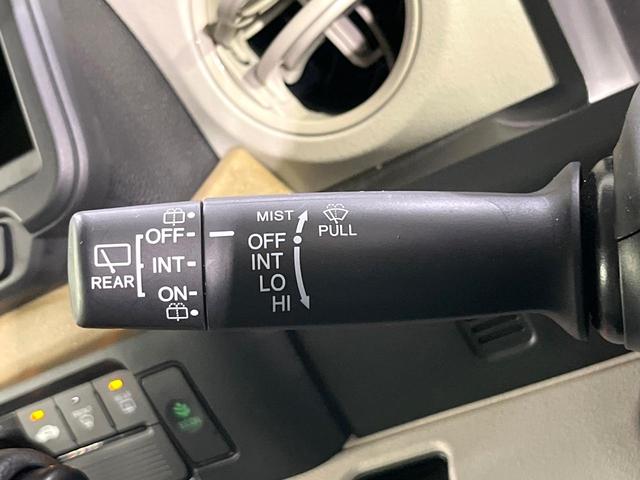 OFF
INT
REAR
ON
MIST
PULL
OFF
INT
LO
HI